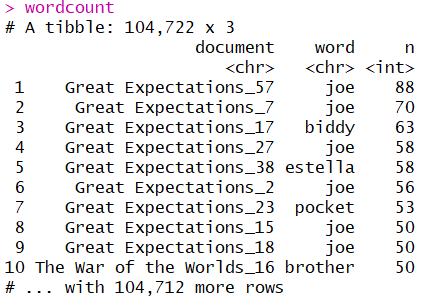 > wordcount
# A tibble: 104,722 x 3
document word n
<chr> <chr> <int>
1 Great Expectations_57 joe 88
2 Great Expectations_7 joe 70
3 Great Expectations_17 biddy 63
4 Great Expectations_27 joe 58
5 Great Expectations_38 estella 58
6 Great Expectations_2 joe 56
7 Great Expectations_23 pocket 53
8 Great Expectations_15 joe 50
9 Great Expectations_18 joe 50
10 The War of the Worlds_16 brother 50
# ... with 104,712 more rows